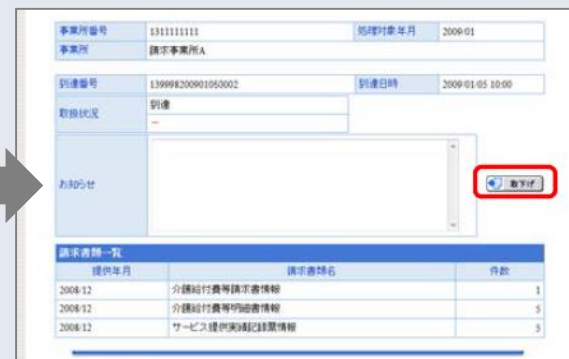 事業所番号 1311111111 処理対象年月 2009/01
事業所 請求事業所A
到達番号 139998200901050002 到達日時 2009/01/05 10:00
取扱状況 到達
―
お知らせ
取下げ
請求書類一覧
提供年月 請求書類名 件数
2008/12 介護給付費等請求書情報 1
2008/12 介護給付費等明細書情報 5
2008/12 サービス提供実績記録票情報 3